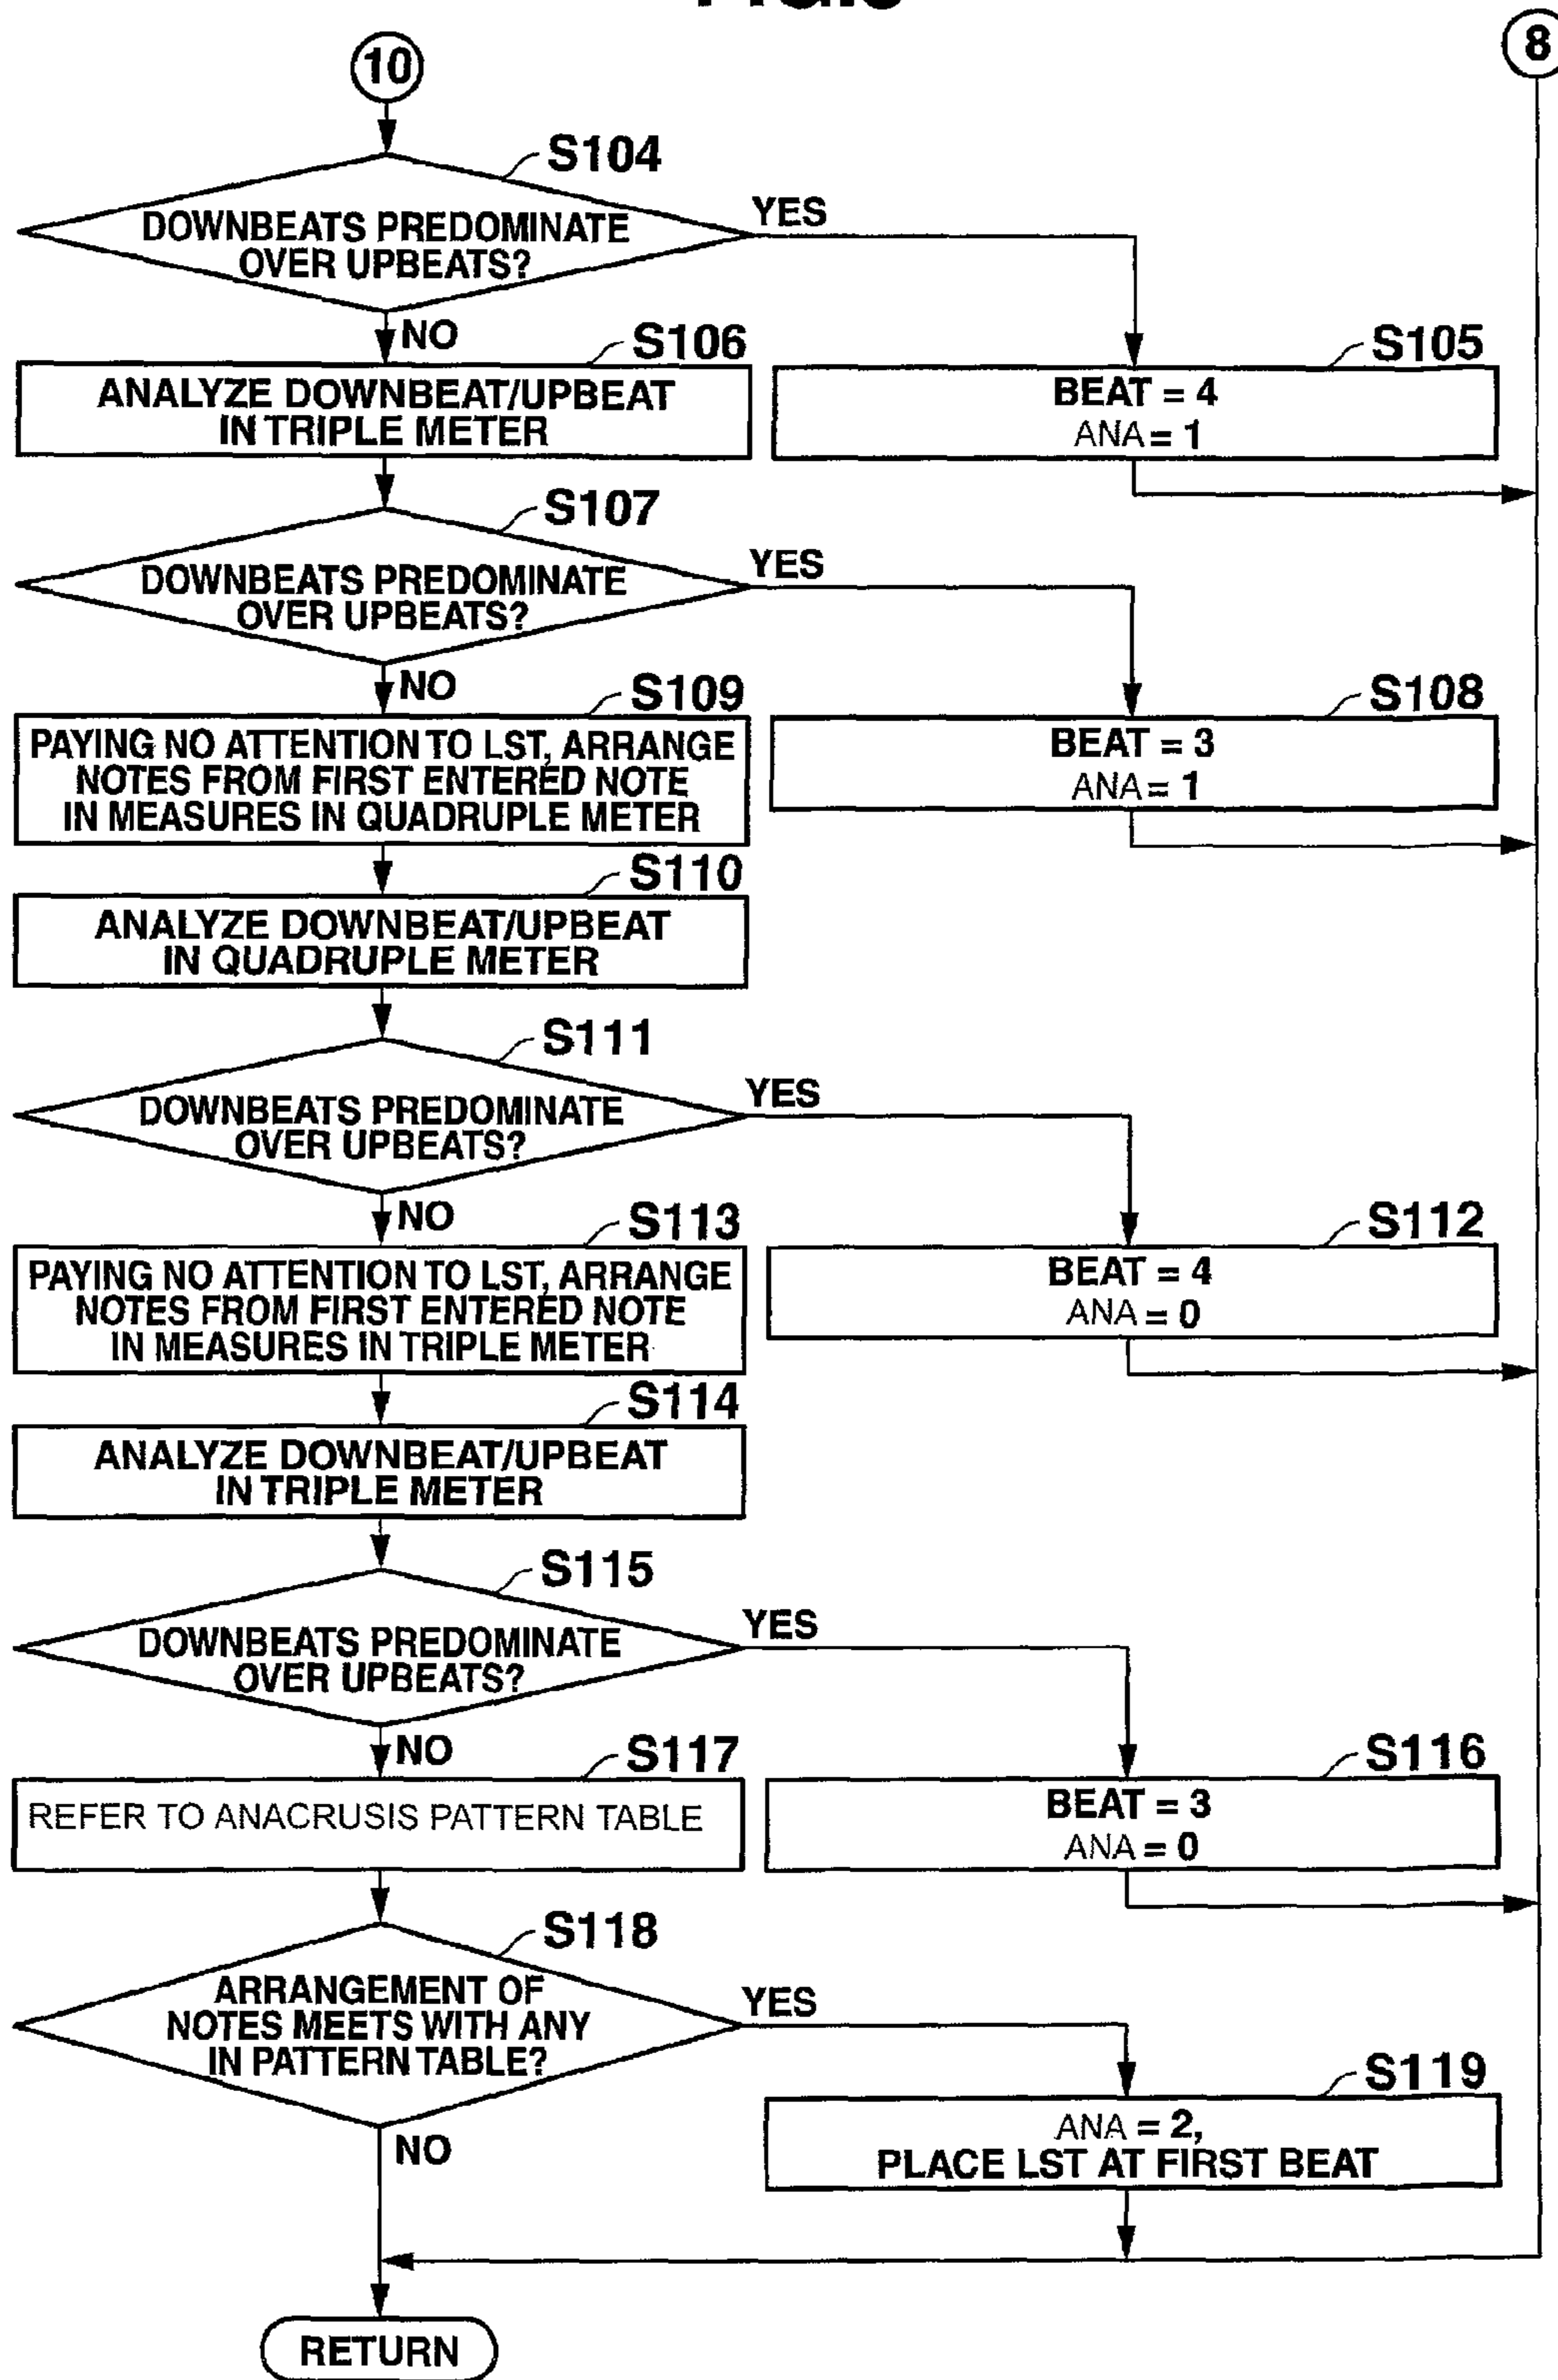 10
8
S104
DOWNBEATS PREDOMINATE
OVER UPBEATS?
YES
NO
S106
ANALYZE DOWNBEAT/UPBEAT
IN TRIPLE METER
S105
BEAT = 4
ANA = 1
S107
DOWNBEATS PREDOMINATE
OVER UPBEATS?
YES
NO
S109
PAYING NO ATTENTION TO LST, ARRANGE
NOTES FROM FIRST ENTERED NOTE
IN MEASURES IN QUADRUPLE METER
S108
BEAT = 3
ANA = 1
S110
ANALYZE DOWNBEAT/UPBEAT
IN QUADRUPLE METER
S111
DOWNBEATS PREDOMINATE
OVER UPBEATS?
YES
NO
S113
PAYING NO ATTENTION TO LST, ARRANGE
NOTES FROM FIRST ENTERED NOTE
IN MEASURES IN TRIPLE METER
S112
BEAT = 4
ANA = 0
S114
ANALYZE DOWNBEAT/UPBEAT
IN TRIPLE METER
S115
DOWNBEATS PREDOMINATE
OVER UPBEATS?
YES
NO
S117
REFER TO ANACRUSIS PATTERN TABLE
S116
BEAT = 3
ANA = 0
S118
ARRANGEMENT OF
NOTES MEETS WITH ANY
IN PATTERN TABLE?
YES
NO
S119
ANA = 2,
PLACE LST AT FIRST BEAT
RETURN